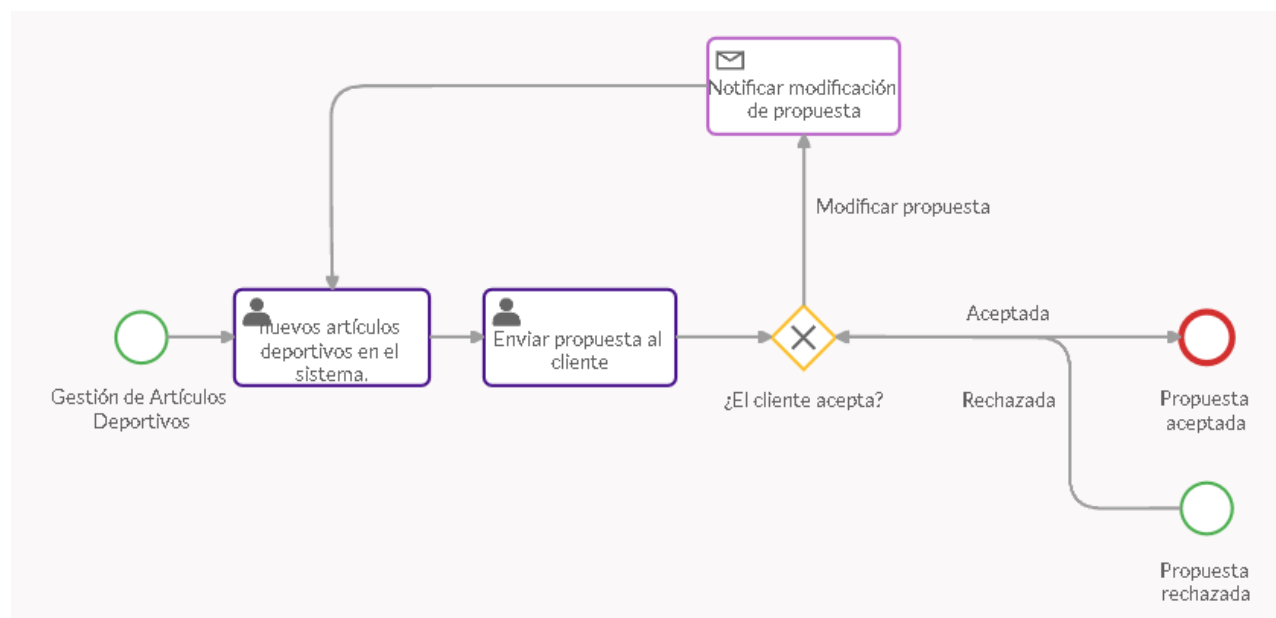 Notificar modificación
de propuesta
Modificar propuesta
nuevos artículos
deportivos en el
sistema.
Enviar propuesta al
cliente
Aceptada
Gestión de Artículos
Deportivos
¿El cliente acepta?
Rechazada
Propuesta
aceptada
Propuesta
rechazada